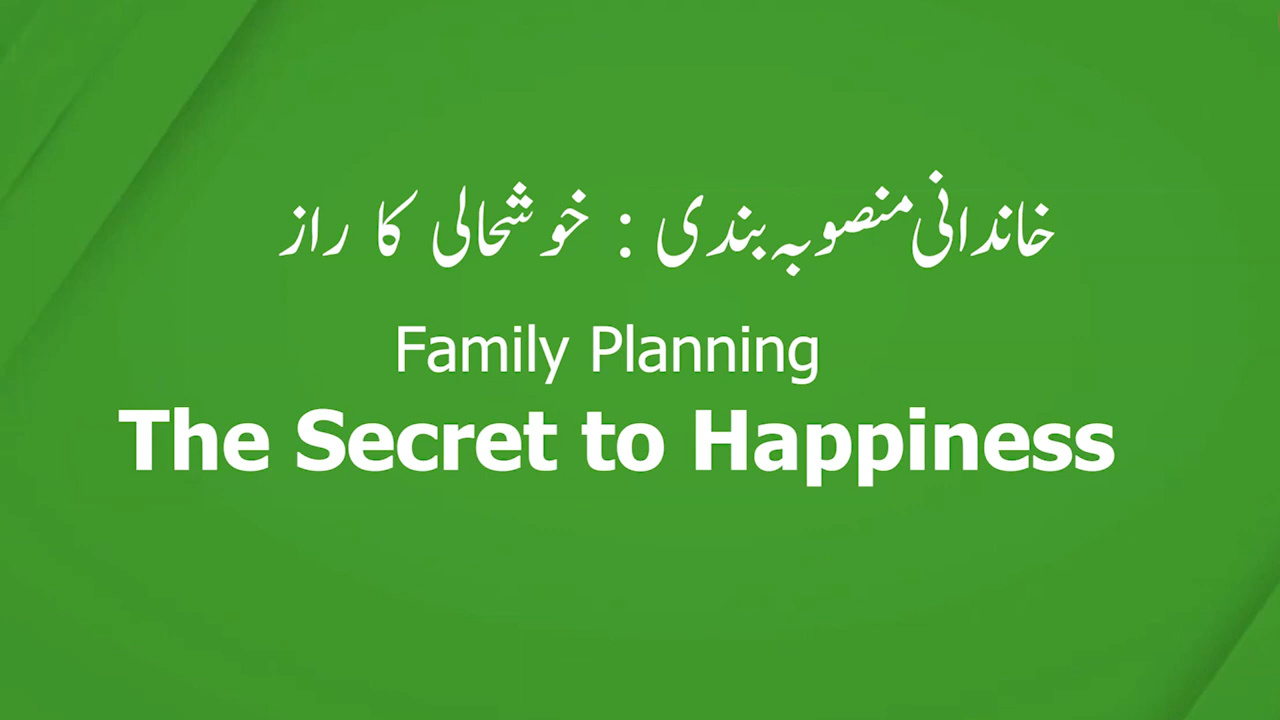 خاندانی منصوبہ بندی : خوشحالی کا راز
Family Planning
The Secret to Happiness